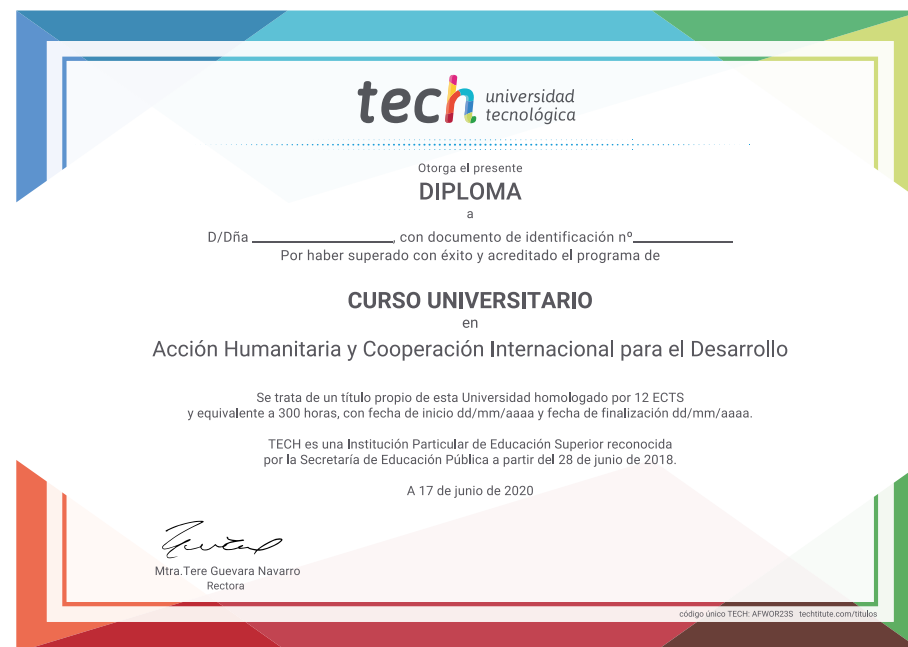 tech universidad
tecnológica
Otorga el presente
DIPLOMA
a
D/Dña ____________________, con documento de identificación nº______________
Por haber superado con éxito y acreditado el programa de
CURSO UNIVERSITARIO
en
Acción Humanitaria y Cooperación Internacional para el Desarrollo
Se trata de un título propio de esta Universidad homologado por 12 ECTS
y equivalente a 300 horas, con fecha de inicio dd/mm/aaaa y fecha de finalización dd/mm/aaaa.
TECH es una Institución Particular de Educación Superior reconocida
por la Secretaría de Educación Pública a partir del 28 de junio de 2018.
A 17 de junio de 2020
Mtra.Tere Guevara Navarro
Rectora
código único TECH: AFWOR23S techtitute.com/titulos